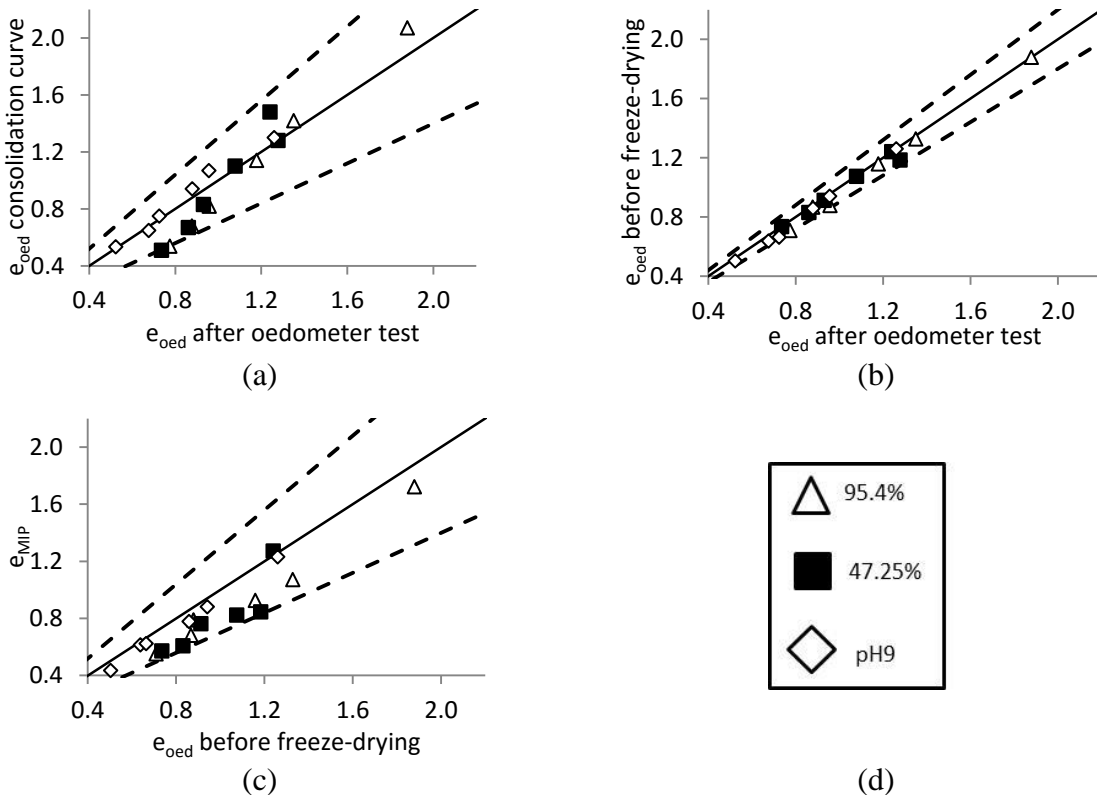 e_oed consolidation curve
2.0
1.6
1.2
0.8
0.4
0.4 0.8 1.2 1.6 2.0
e_oed after oedometer test
(a)
e_oed before freeze-drying
2.0
1.6
1.2
0.8
0.4
0.4 0.8 1.2 1.6 2.0
e_oed after oedometer test
(b)
e_MIP
2.0
1.6
1.2
0.8
0.4
0.4 0.8 1.2 1.6 2.0
e_oed before freeze-drying
(c)
95.4%
47.25%
pH9
(d)